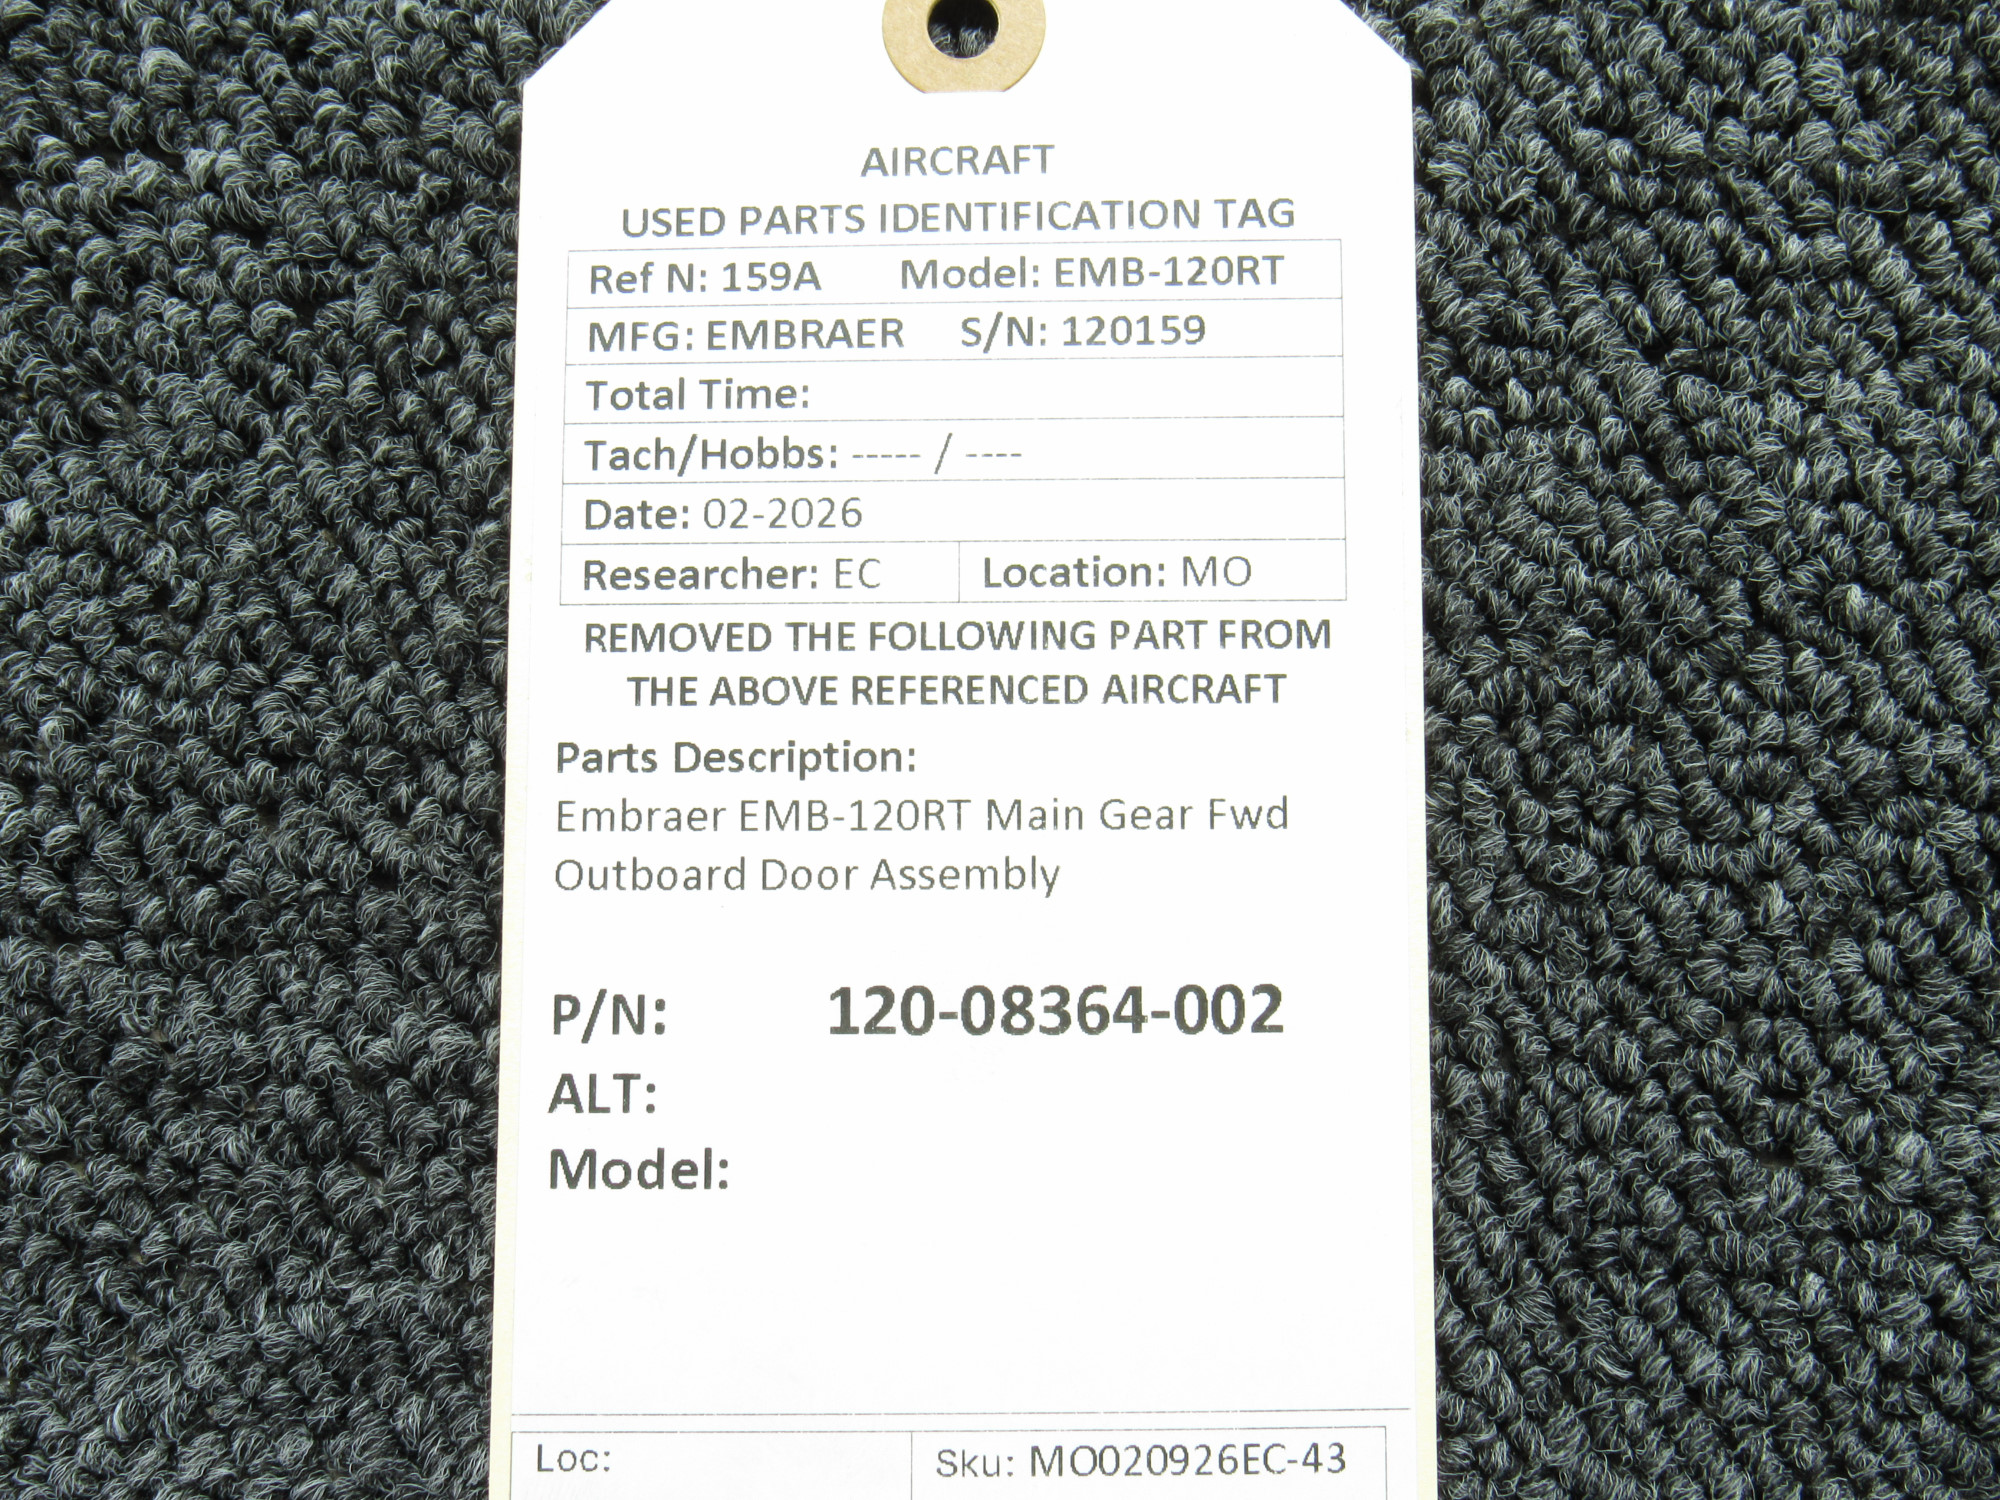 AIRCRAFT
USED PARTS IDENTIFICATION TAG
Ref N: 159A Model: EMB-120RT
MFG: EMBRAER S/N: 120159
Total Time:
Tach/Hobbs: ----- / ----
Date: 02-2026
Researcher: EC Location: MO
REMOVED THE FOLLOWING PART FROM
THE ABOVE REFERENCED AIRCRAFT
Parts Description:
Embraer EMB-120RT Main Gear Fwd
Outboard Door Assembly
P/N: 120-08364-002
ALT:
Model:
Loc: Sku: MO020926EC-43